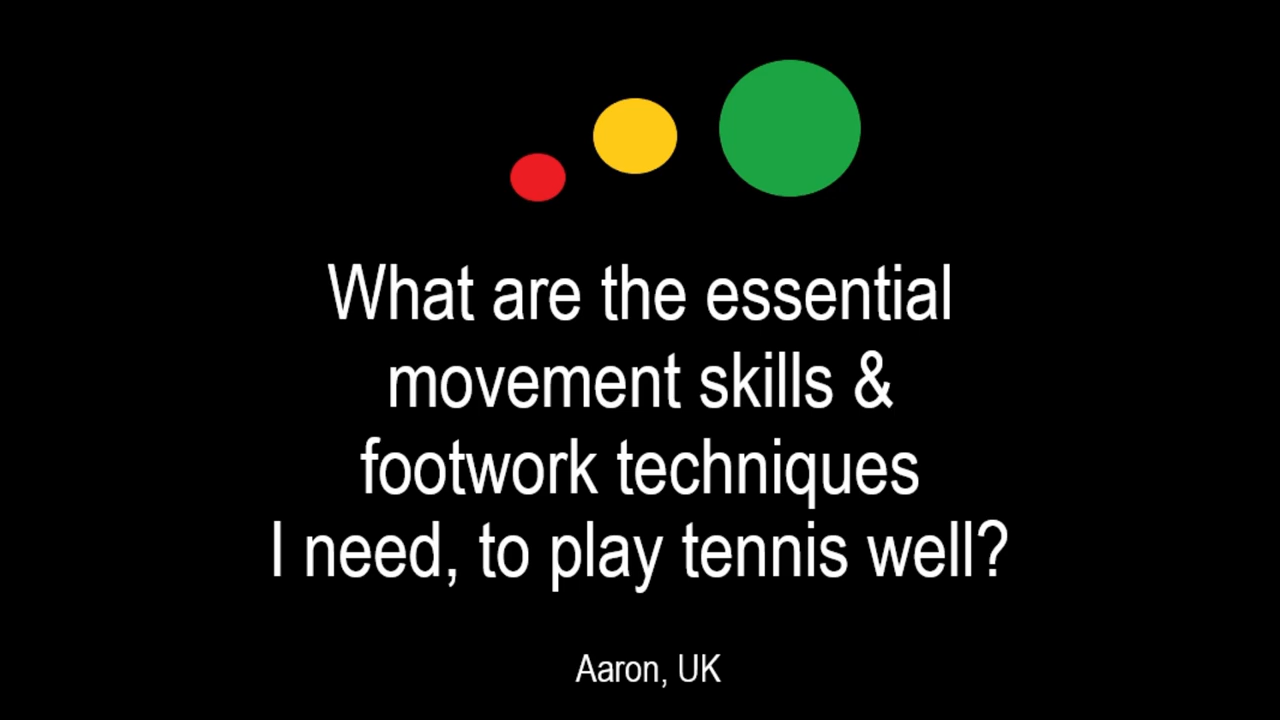 What are the essential
movement skills &
footwork techniques
I need, to play tennis well?
Aaron, UK